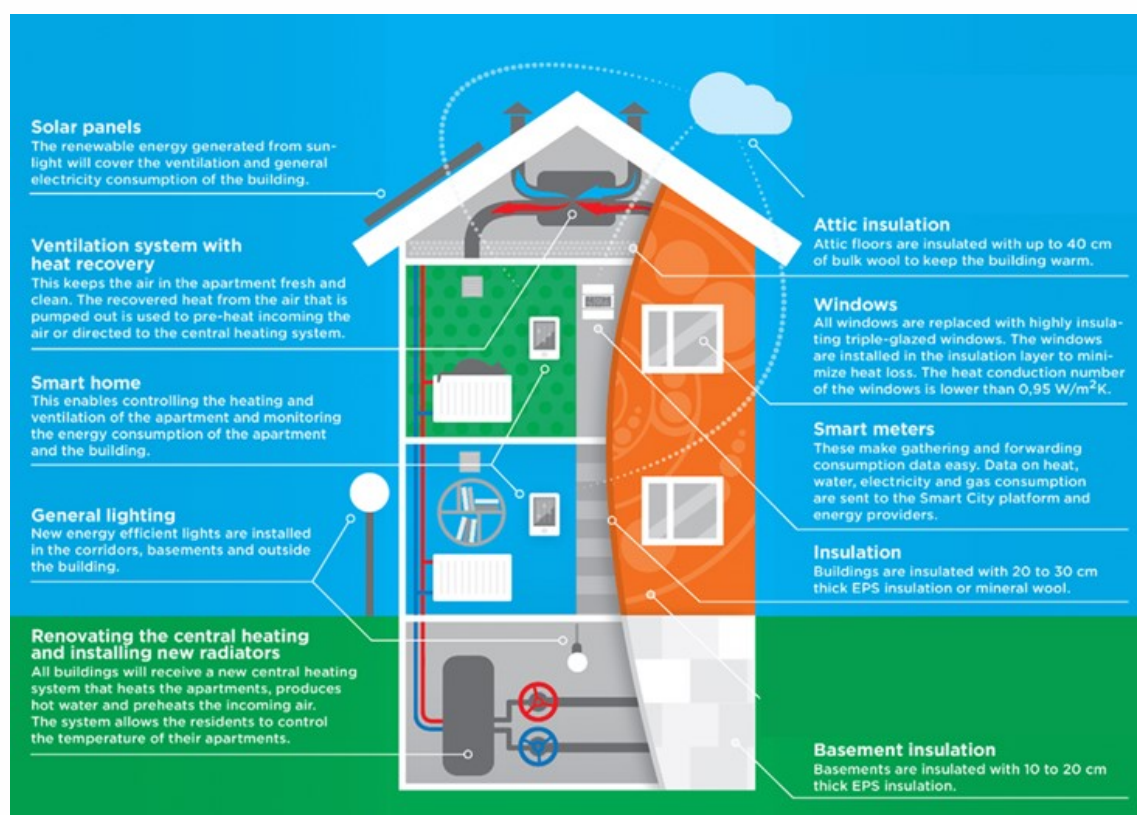 Solar panels
The renewable energy generated from sun-
light will cover the ventilation and general
electricity consumption of the building.
Ventilation system with
heat recovery
This keeps the air in the apartment fresh and
clean. The recovered heat from the air that is
pumped out is used to pre-heat incoming the
air or directed to the central heating system.
Smart home
This enables controlling the heating and
ventilation of the apartment and monitoring
the energy consumption of the apartment
and the building.
General lighting
New energy efficient lights are installed
in the corridors, basements and outside
the building.
Renovating the central heating
and installing new radiators
All buildings will receive a new central heating
system that heats the apartments, produces
hot water and preheats the incoming air.
The system allows the residents to control
the temperature of their apartments.
Attic insulation
Attic floors are insulated with up to 40 cm
of bulk wool to keep the building warm.
Windows
All windows are replaced with highly insula-
ting triple-glazed windows. The windows
are installed in the insulation layer to mini-
mize heat loss. The heat conduction number
of the windows is lower than 0,95 W/m²K.
Smart meters
These make gathering and forwarding
consumption data easy. Data on heat,
water, electricity and gas consumption
are sent to the Smart City platform and
energy providers.
Insulation
Buildings are insulated with 20 to 30 cm
thick EPS insulation or mineral wool.
Basement insulation
Basements are insulated with 10 to 20 cm
thick EPS insulation.